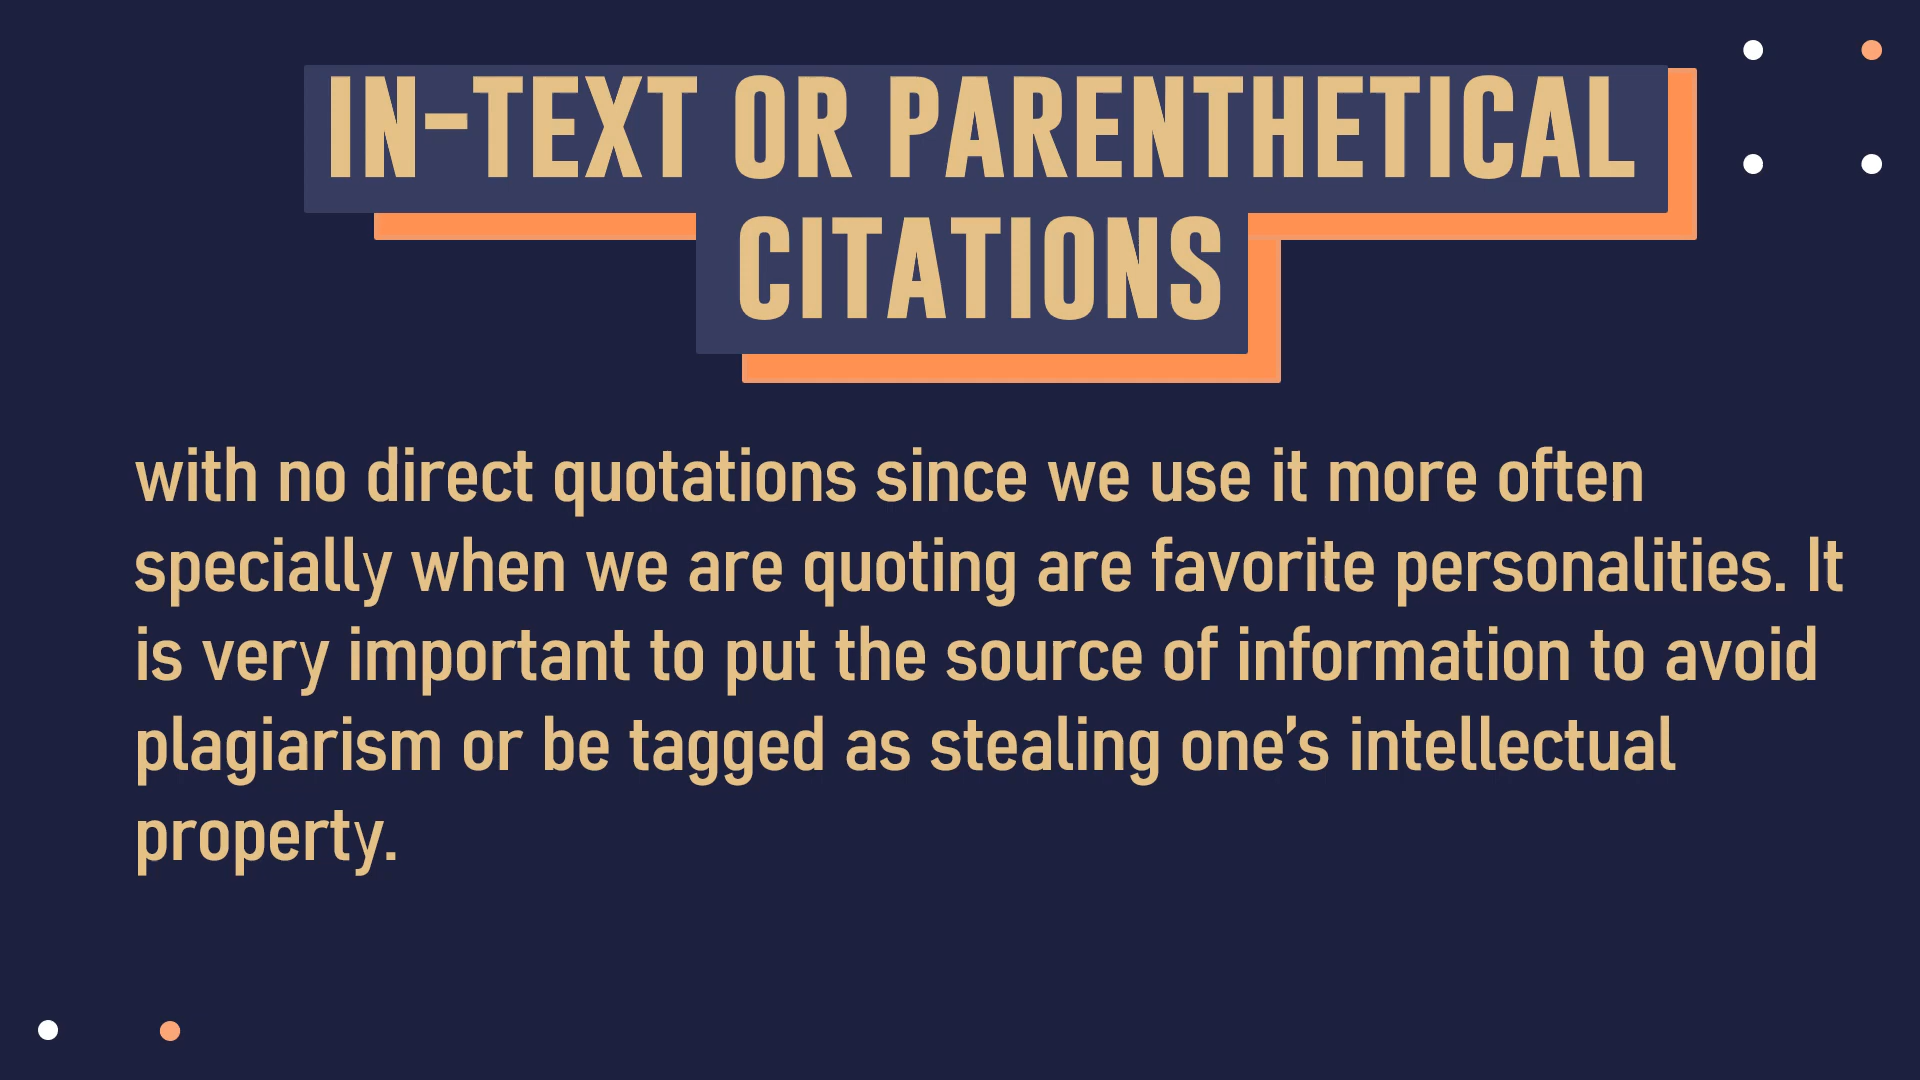 IN-TEXT OR PARENTHETICAL
CITATIONS
with no direct quotations since we use it more often
specially when we are quoting are favorite personalities. It
is very important to put the source of information to avoid
plagiarism or be tagged as stealing one’s intellectual
property.